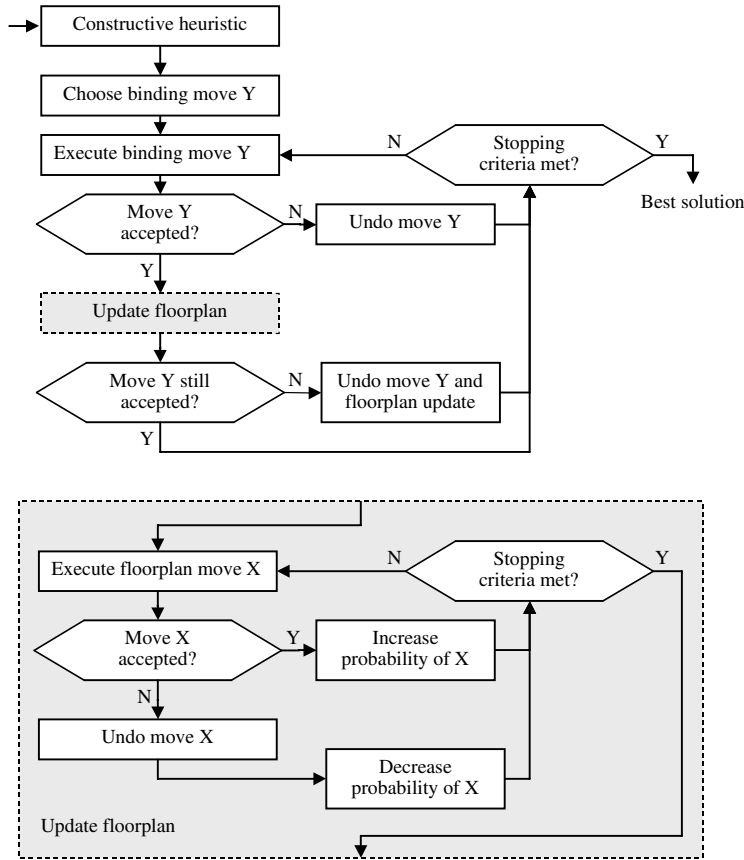 Constructive heuristic
Choose binding move Y
Execute binding move Y
N
Stopping
criteria met?
Y
Best solution
Move Y
accepted?
N
Undo move Y
Y
Update floorplan
Move Y still
accepted?
N
Undo move Y and
floorplan update
Y
Execute floorplan move X
N
Stopping
criteria met?
Y
Move X
accepted?
Y
Increase
probability of X
N
Undo move X
Decrease
probability of X
Update floorplan